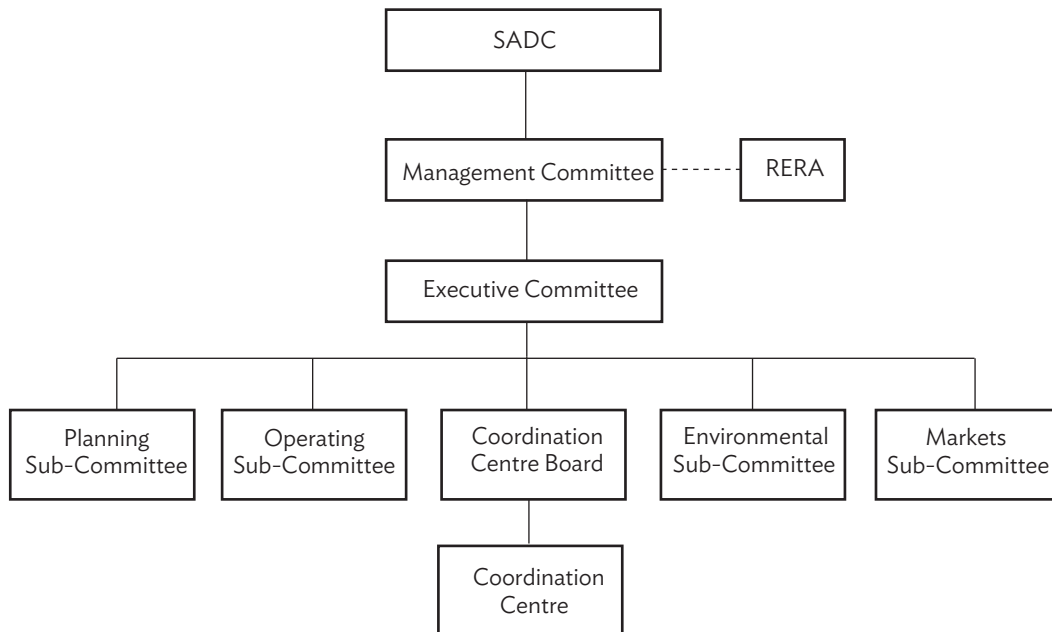 SADC
Management Committee
RERA
Executive Committee
Planning
Sub-Committee
Operating
Sub-Committee
Coordination
Centre Board
Environmental
Sub-Committee
Markets
Sub-Committee
Coordination
Centre